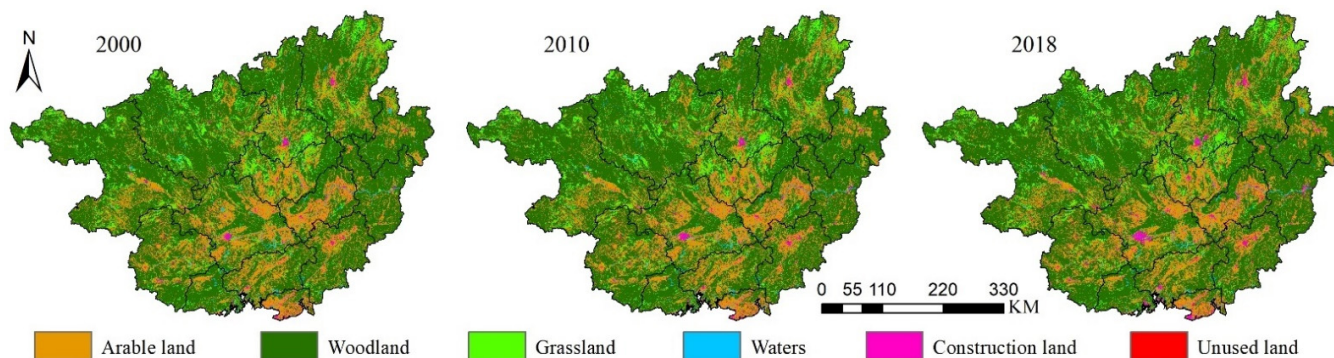 N
2000
2010
2018
0 55 110 220 330
KM
Arable land
Woodland
Grassland
Waters
Construction land
Unused land